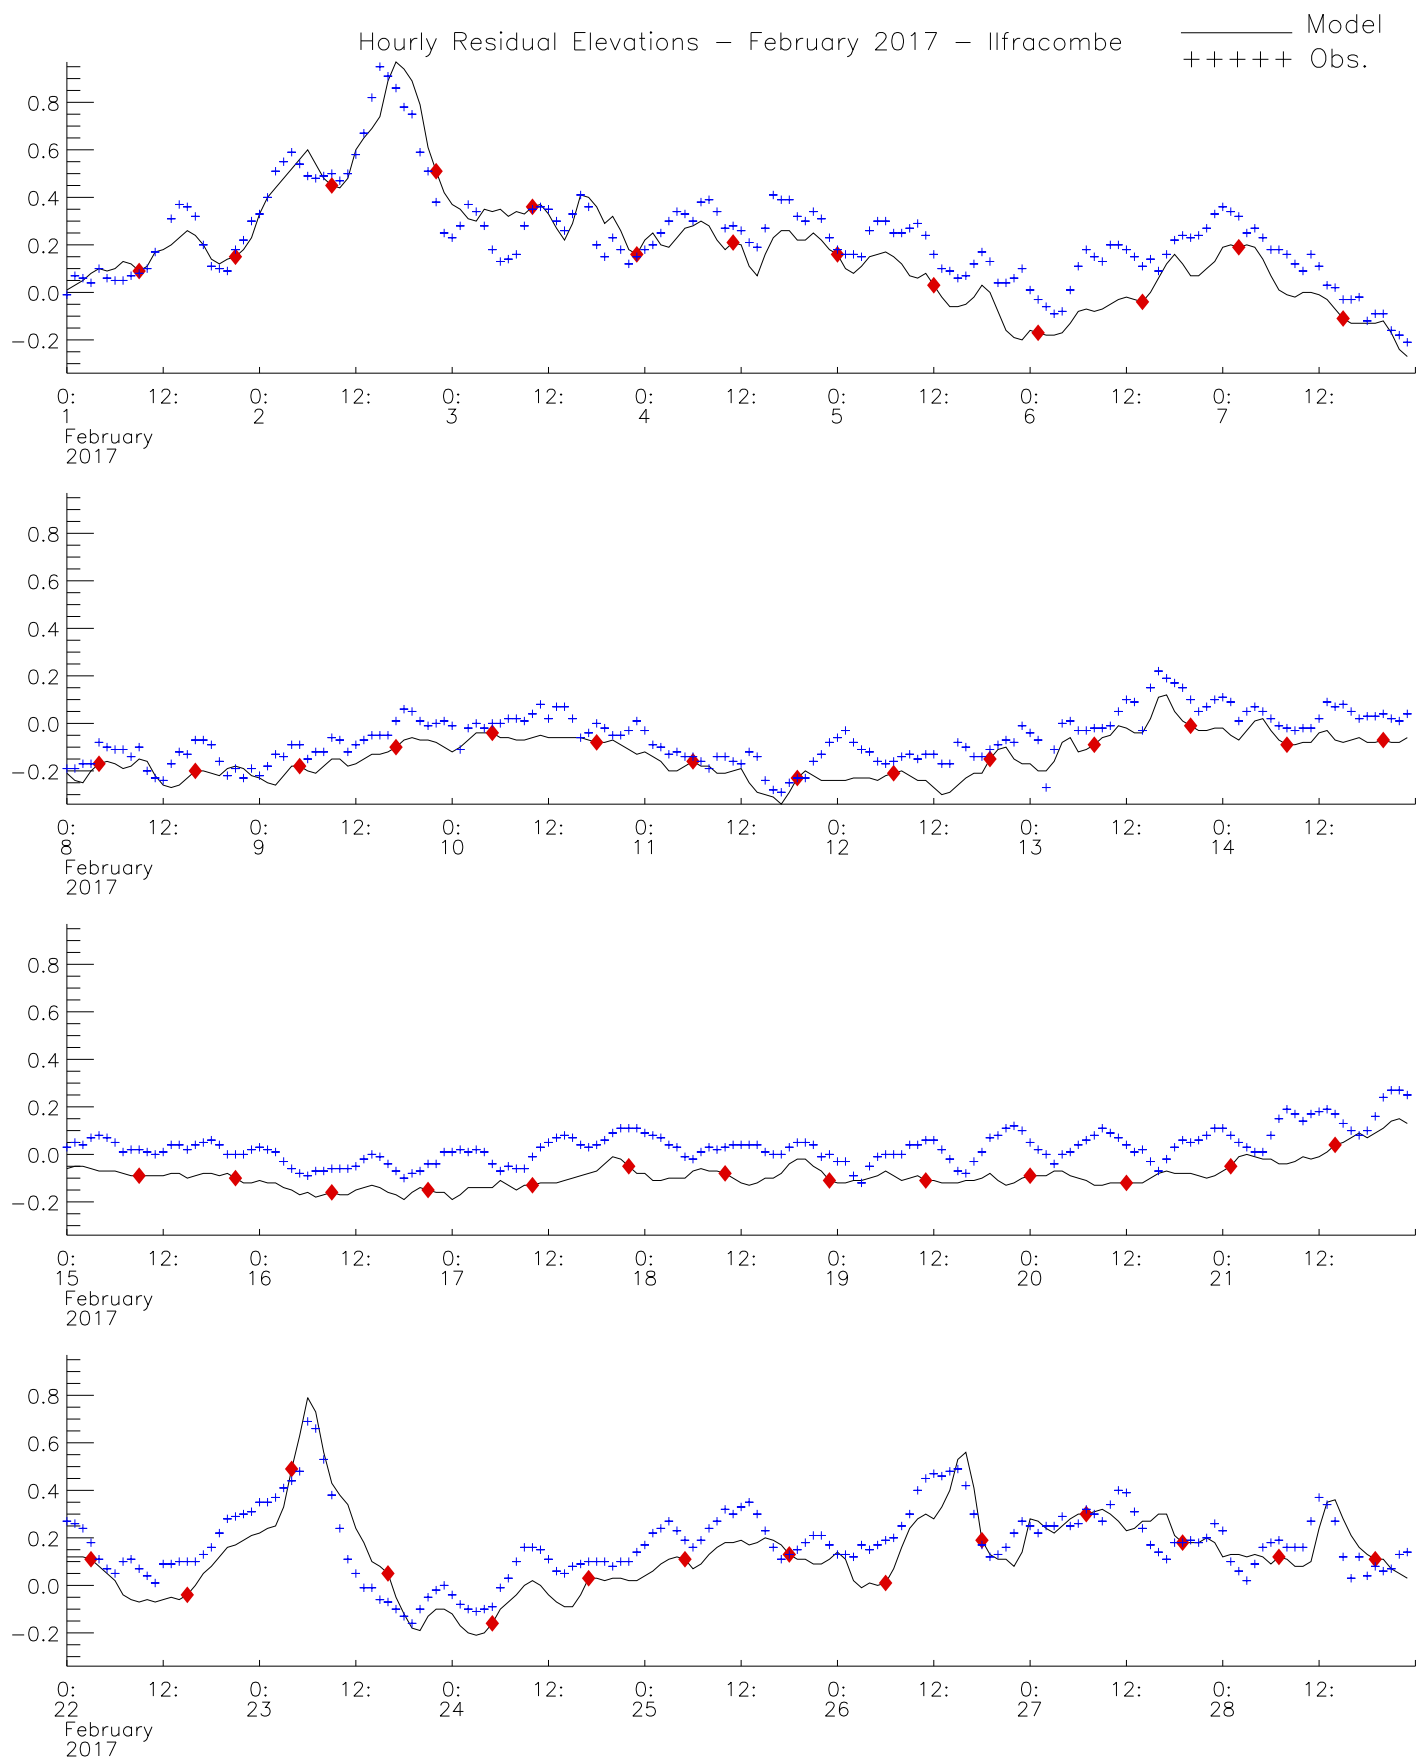 Hourly Residual Elevations – February 2017 – Ilfracombe
Model
+++++ Obs.
0.8
0.6
0.4
0.2
0.0
−0.2
0: 12: 0: 12: 0: 12: 0: 12: 0: 12: 0: 12: 0: 12:
1 2 3 4 5 6 7
February
2017
0.8
0.6
0.4
0.2
0.0
−0.2
0: 12: 0: 12: 0: 12: 0: 12: 0: 12: 0: 12: 0: 12:
8 9 10 11 12 13 14
February
2017
0.8
0.6
0.4
0.2
0.0
−0.2
0: 12: 0: 12: 0: 12: 0: 12: 0: 12: 0: 12: 0: 12:
15 16 17 18 19 20 21
February
2017
0.8
0.6
0.4
0.2
0.0
−0.2
0: 12: 0: 12: 0: 12: 0: 12: 0: 12: 0: 12: 0: 12:
22 23 24 25 26 27 28
February
2017